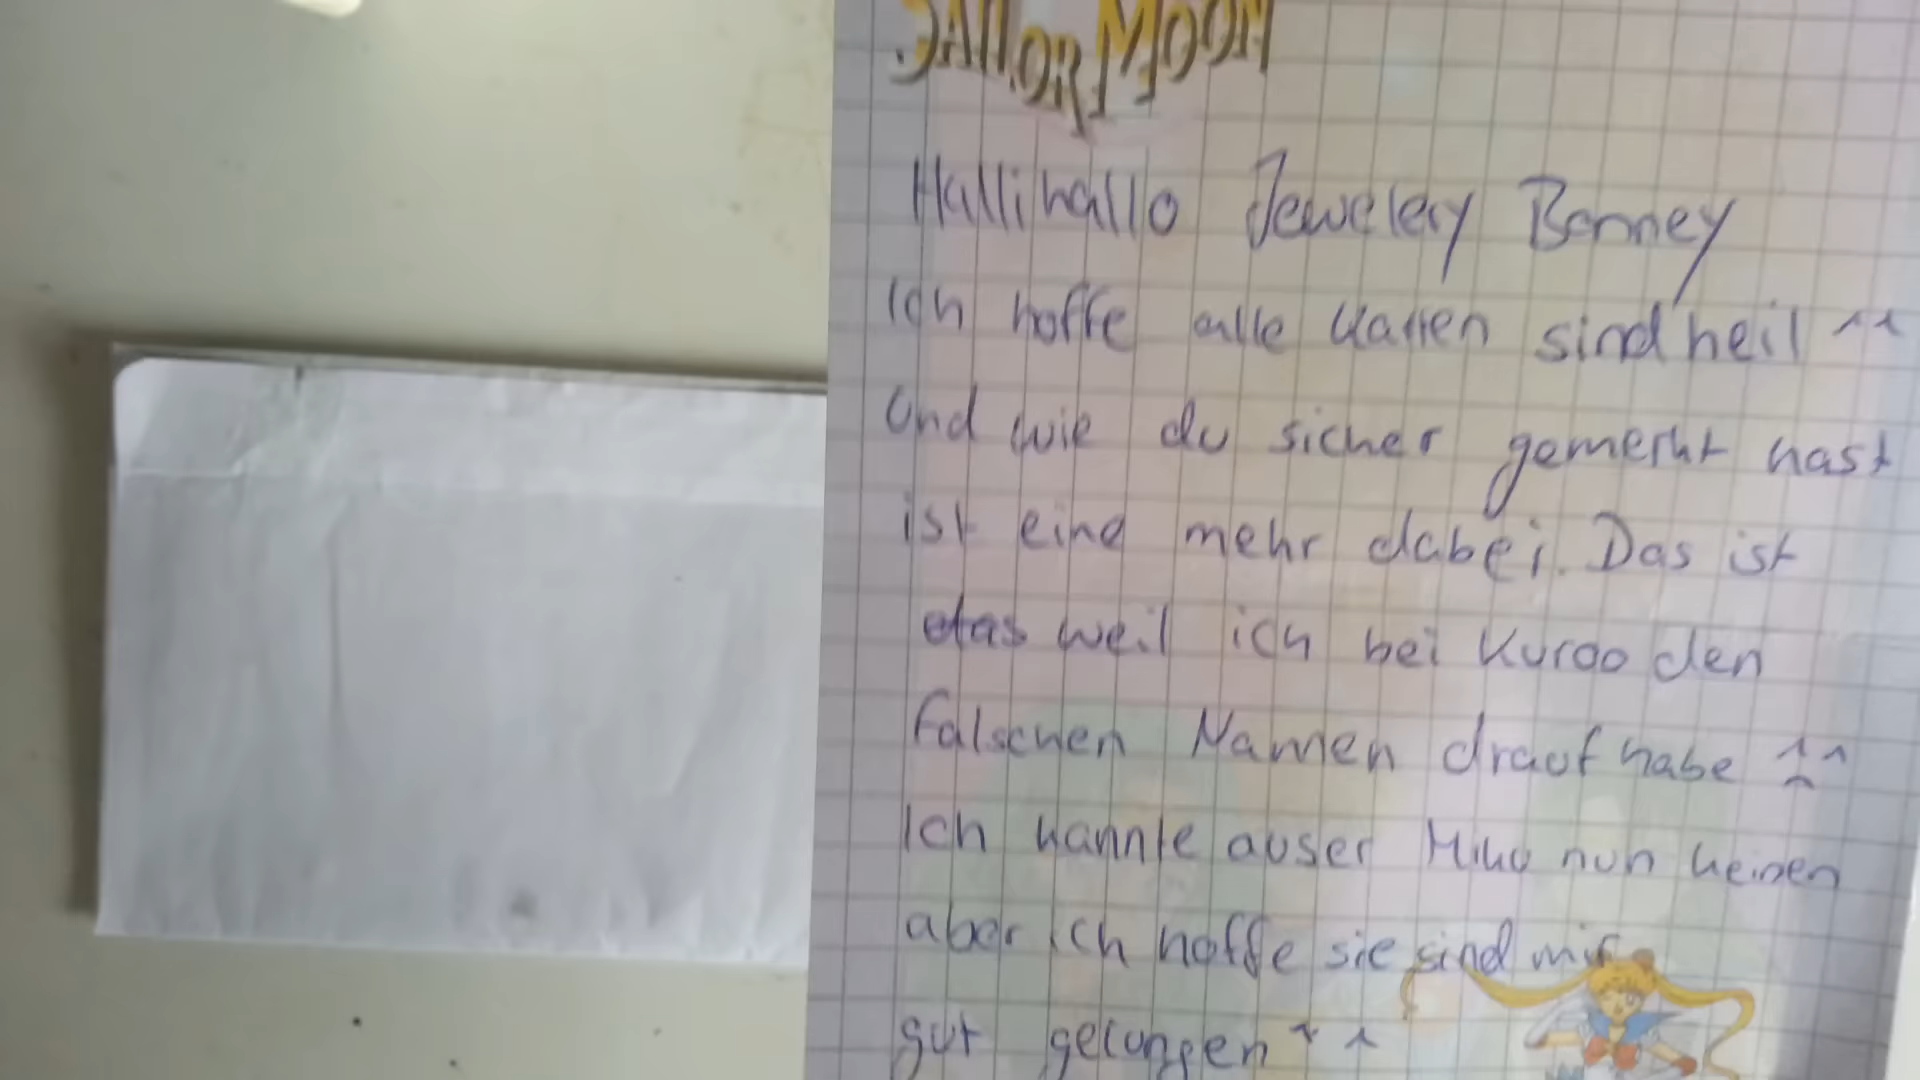 SAILOR MOON
Hallihallo Jewelery Bonney
Ich hoffe alle Karten sind heil ^^
Und wie du sicher gemerkt hast
ist eine mehr dabei. Das ist
etas weil ich bei Kuroo den
falschen Namen drauf habe ^^
Ich kannte auser Miku nun keinen
aber ich hoffe sie sind mir
gut gelungen ^^